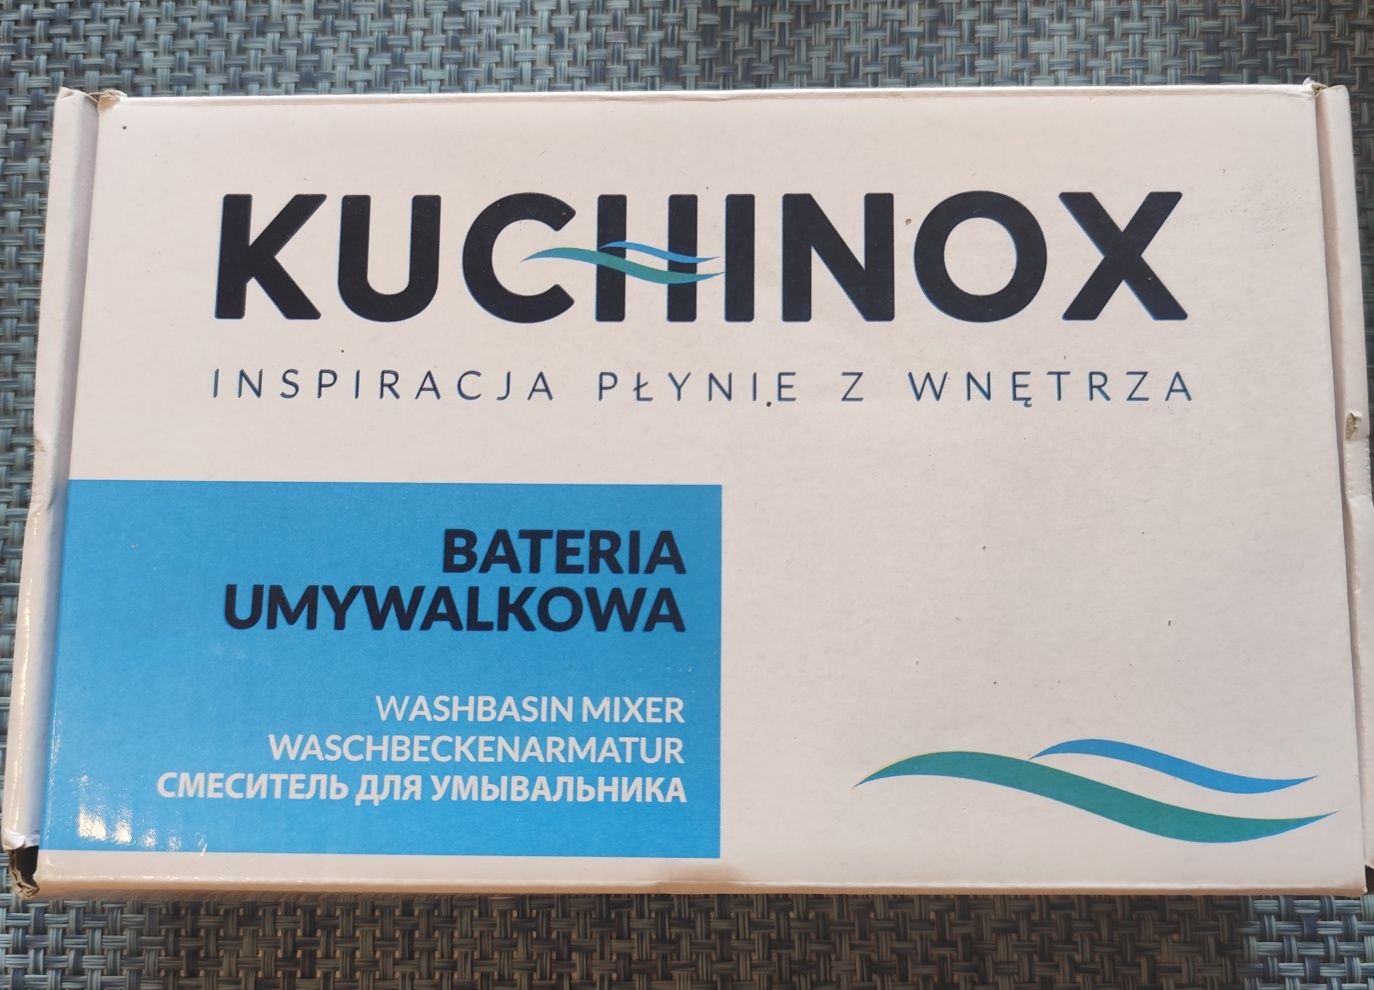 KUCHINOX
INSPIRACJA PŁYNIE Z WNĘTRZA
BATERIA
UMYWALKOWA
WASHBASIN MIXER
WASCHBECKENARMATUR
СМЕСИТЕЛЬ ДЛЯ УМЫВАЛЬНИКА